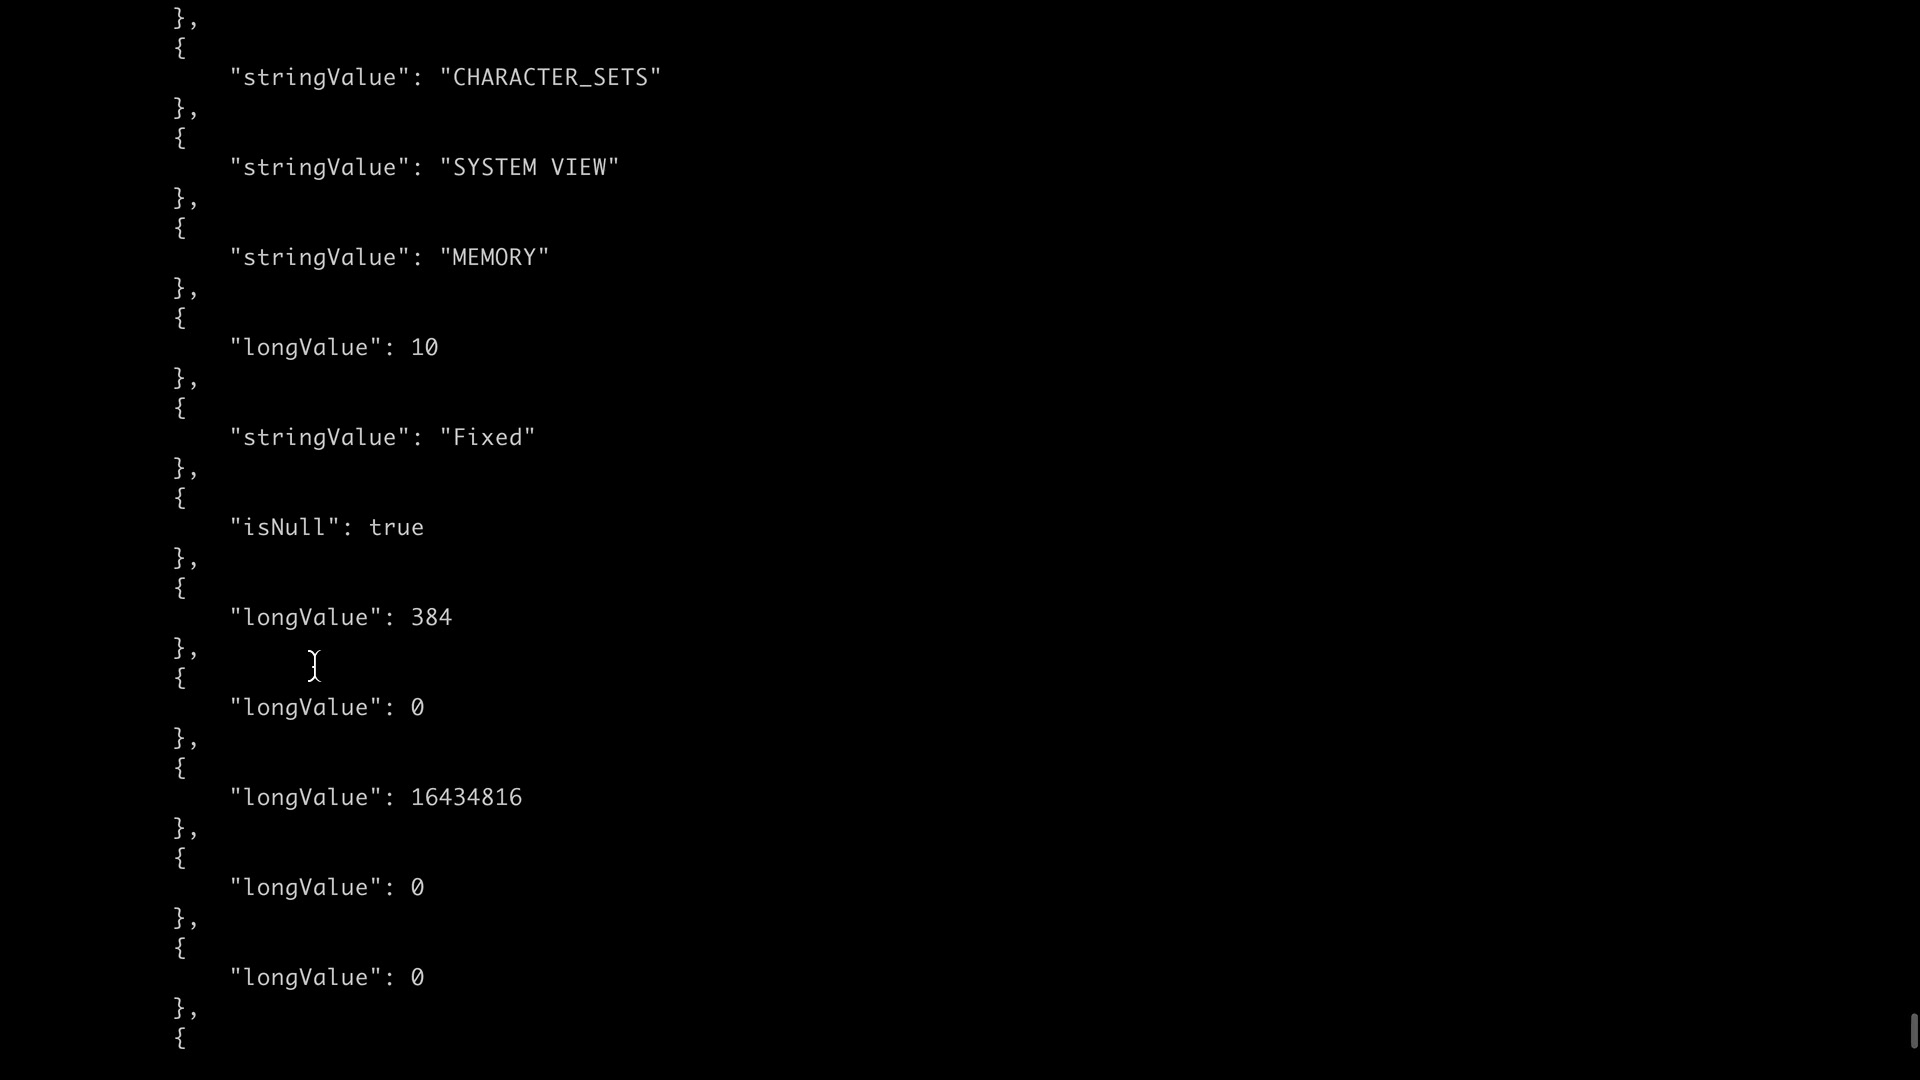 },
{
"stringValue": "CHARACTER_SETS"
},
{
"stringValue": "SYSTEM VIEW"
},
{
"stringValue": "MEMORY"
},
{
"longValue": 10
},
{
"stringValue": "Fixed"
},
{
"isNull": true
},
{
"longValue": 384
},
{
"longValue": 0
},
{
"longValue": 16434816
},
{
"longValue": 0
},
{
"longValue": 0
},
{